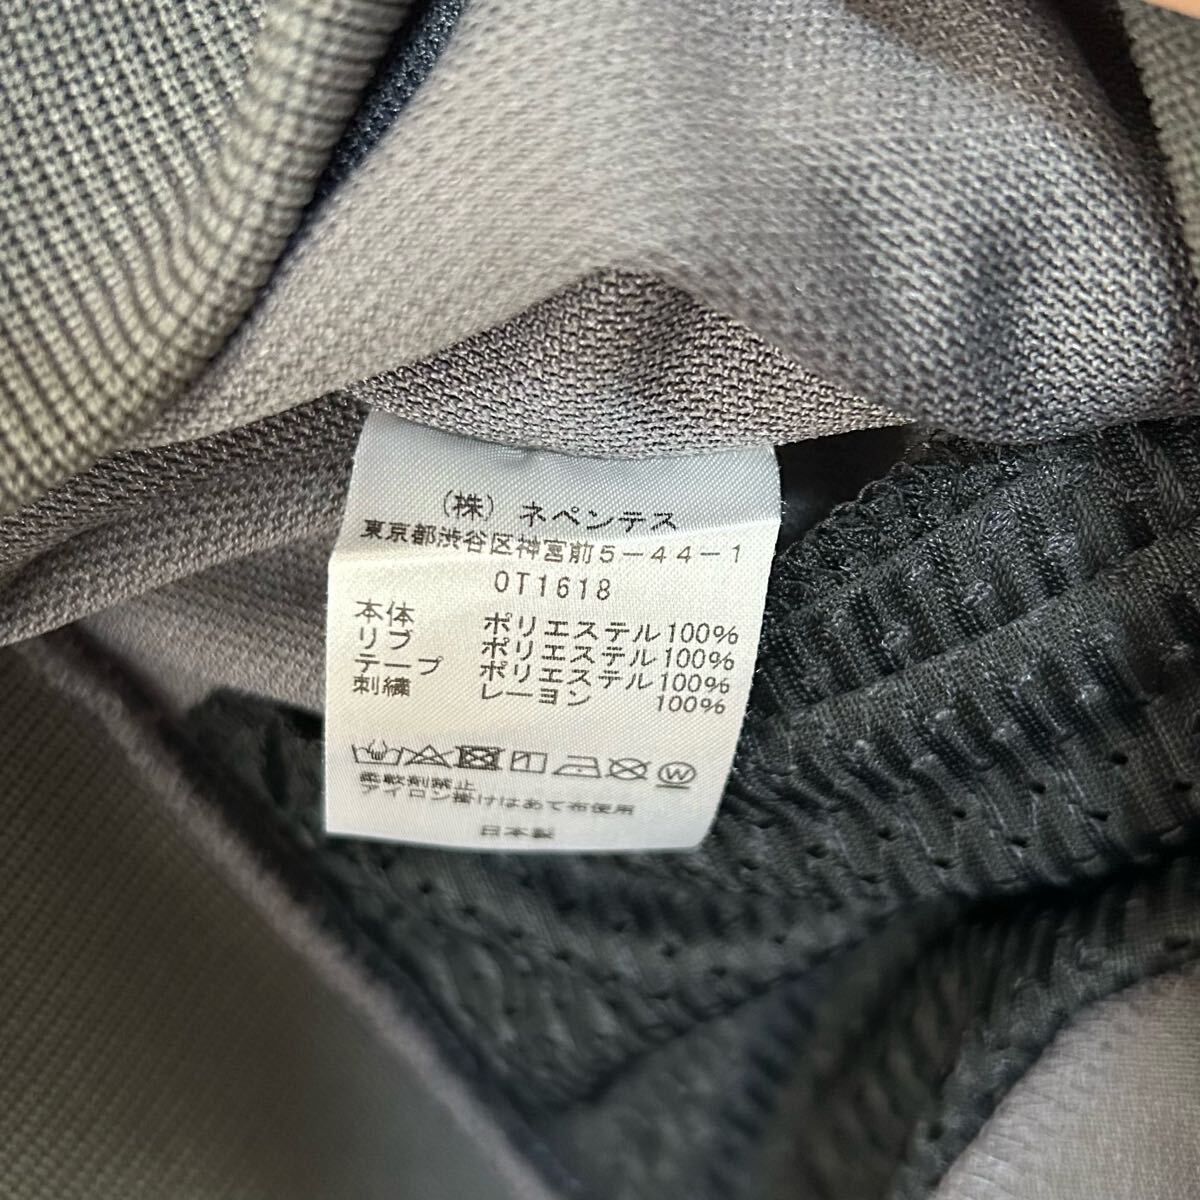 (株) ネペンテス
東京都渋谷区神宮前5-44-1
OT1618
本体 ポリエステル100%
リブ ポリエステル100%
テープ ポリエステル100%
刺繍 レーヨン 100%
W
柔軟剤禁止
アイロン掛けはあて布使用
日本製